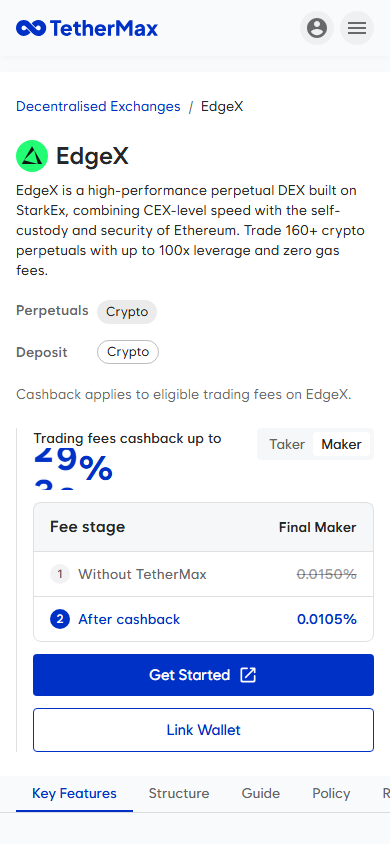 TetherMax
Decentralised Exchanges / EdgeX
EdgeX
EdgeX is a high-performance perpetual DEX built on
StarkEx, combining CEX-level speed with the self-
custody and security of Ethereum. Trade 160+ crypto
perpetuals with up to 100x leverage and zero gas
fees.
Perpetuals Crypto
Deposit Crypto
Cashback applies to eligible trading fees on EdgeX.
Trading fees cashback up to
Taker Maker
29%
Fee stage Final Maker
1 Without TetherMax 0.0150%
2 After cashback 0.0105%
Get Started
Link Wallet
Key Features Structure Guide Policy